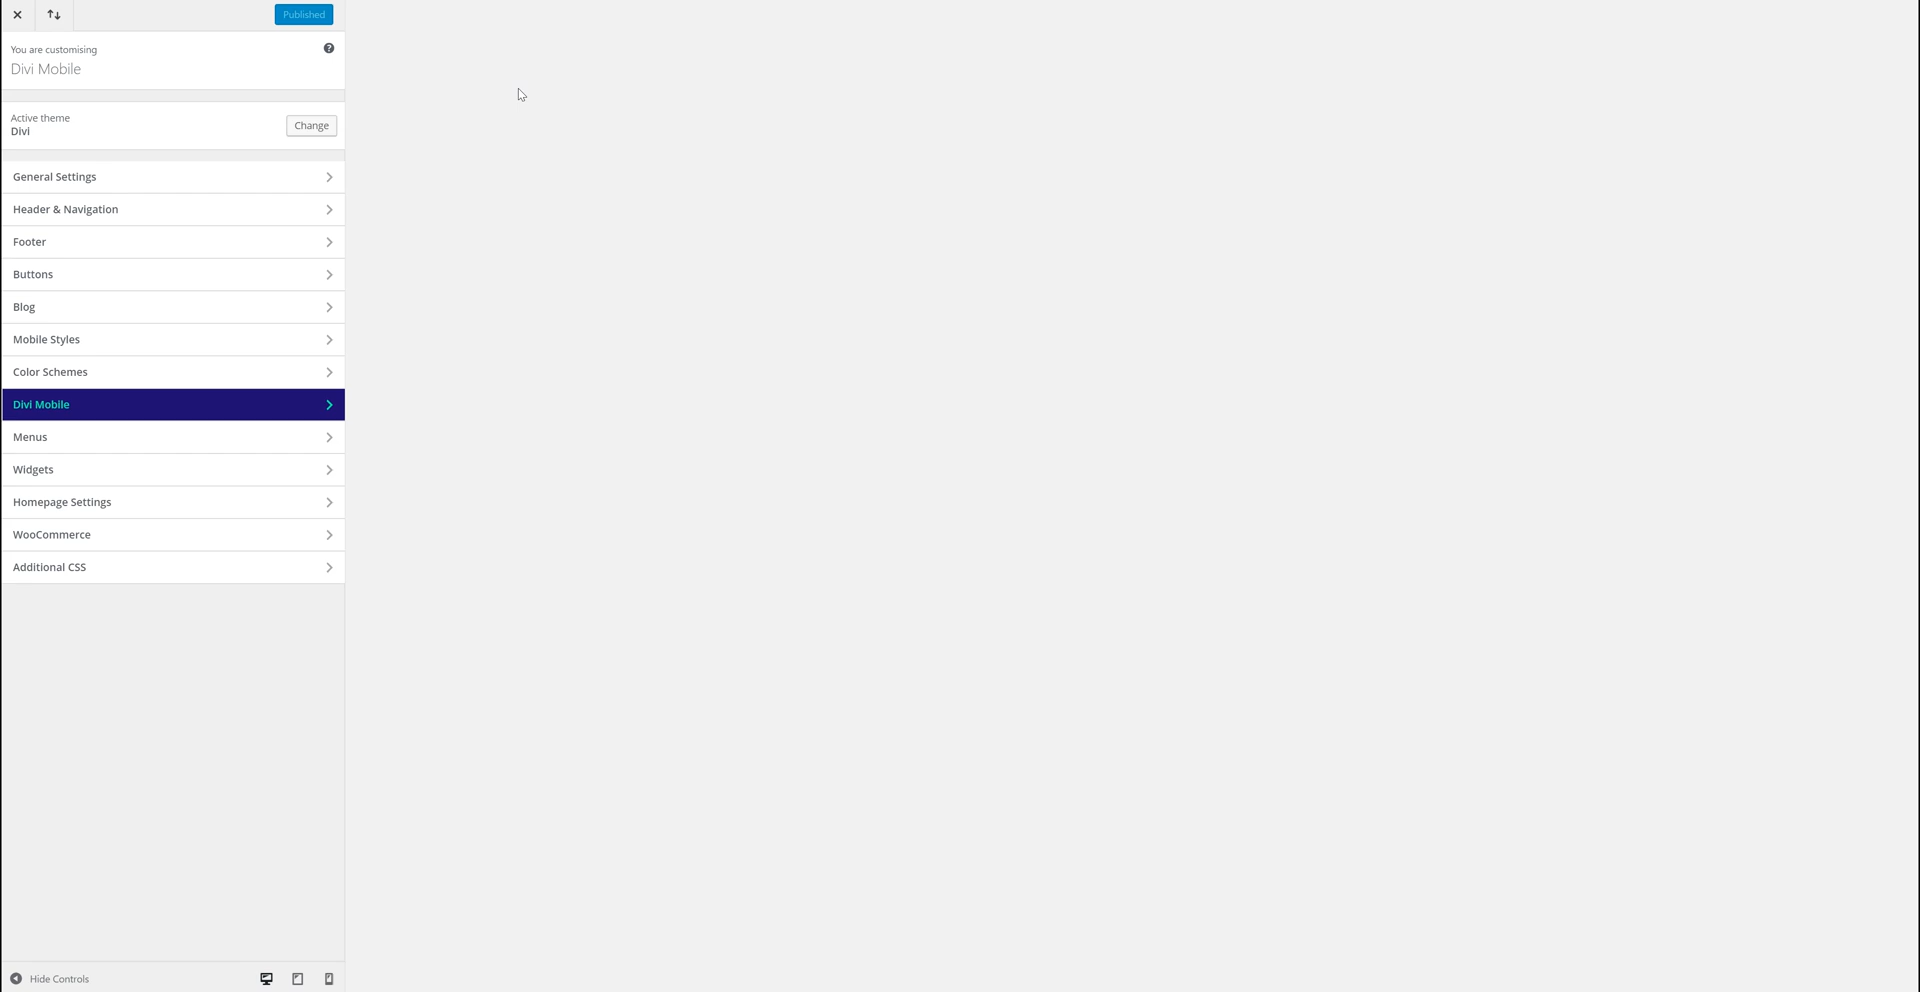 Published
You are customising
Divi Mobile
Active theme
Divi
Change
General Settings
Header & Navigation
Footer
Buttons
Blog
Mobile Styles
Color Schemes
Divi Mobile
Menus
Widgets
Homepage Settings
WooCommerce
Additional CSS
Hide Controls